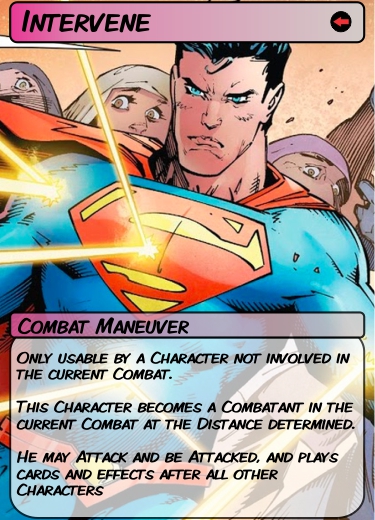 Intervene
Combat Maneuver
Only usable by a Character not involved in
the current Combat.
This Character becomes a Combatant in the
current Combat at the Distance determined.
He may Attack and be Attacked, and plays
cards and effects after all other
Characters